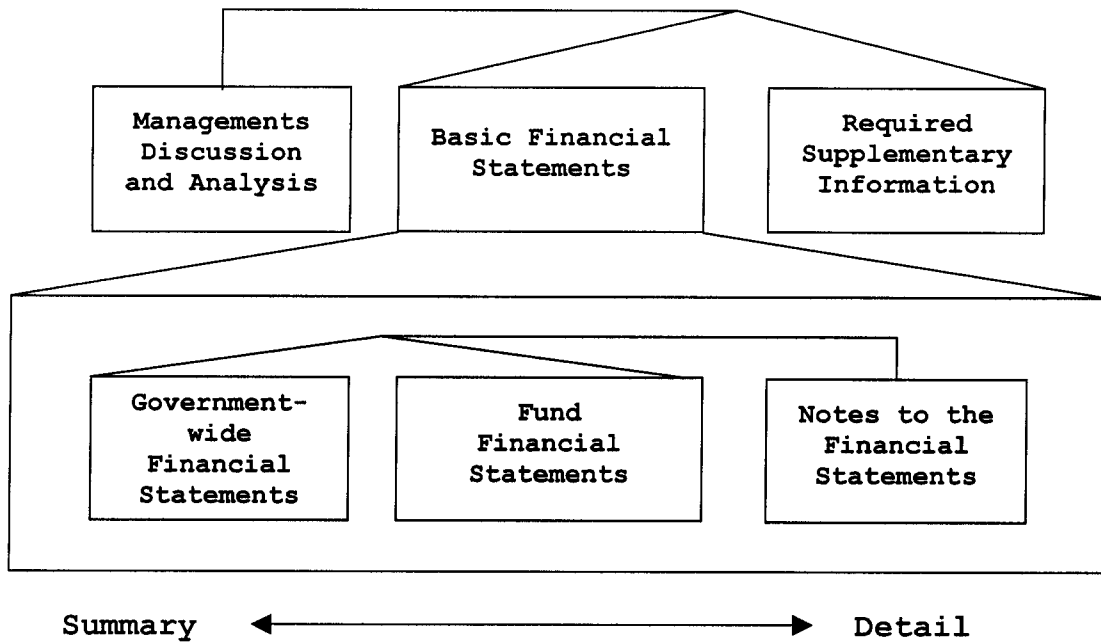 Managements
Discussion
and Analysis
Basic Financial
Statements
Required
Supplementary
Information
Government-
wide
Financial
Statements
Fund
Financial
Statements
Notes to the
Financial
Statements
Summary
Detail